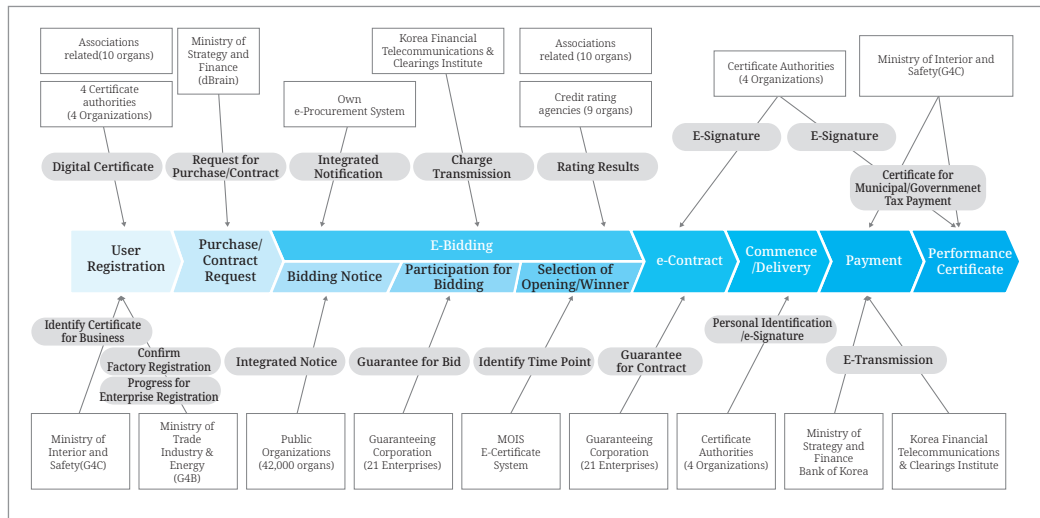 Associations
related(10 organs)
Ministry of
Strategy and
Finance
(dBrain)
Korea Financial
Telecommunications &
Clearings Institute
Associations
related (10 organs)
Certificate Authorities
(4 Organizations)
Ministry of Interior and
Safety(G4C)
4 Certificate
authorities
(4 Organizations)
Own
e-Procurement System
Credit rating
agencies (9 organs)
E-Signature
E-Signature
Digital Certificate
Request for
Purchase/Contract
Integrated
Notification
Charge
Transmission
Rating Results
Certificate for
Municipal/Governmenet
Tax Payment
User
Registration
Purchase/
Contract
Request
E-Bidding
Bidding Notice
Participation for
Bidding
Selection of
Opening/Winner
e-Contract
Commence
/Delivery
Payment
Performance
Certificate
Identify Certificate
for Business
Confirm
Factory Registration
Progress for
Enterprise Registration
Integrated Notice
Guarantee for Bid
Identify Time Point
Guarantee
for Contract
Personal Identification
/e-Signature
E-Transmission
Ministry of
Interior and
Safety(G4C)
Ministry of
Trade
Industry &
Energy
(G4B)
Public
Organizations
(42,000 organs)
Guaranteeing
Corporation
(21 Enterprises)
MOIS
E-Certificate
System
Guaranteeing
Corporation
(21 Enterprises)
Certificate
Authorities
(4 Organizations)
Ministry of
Strategy and
Finance
Bank of Korea
Korea Financial
Telecommunications
& Clearings Institute